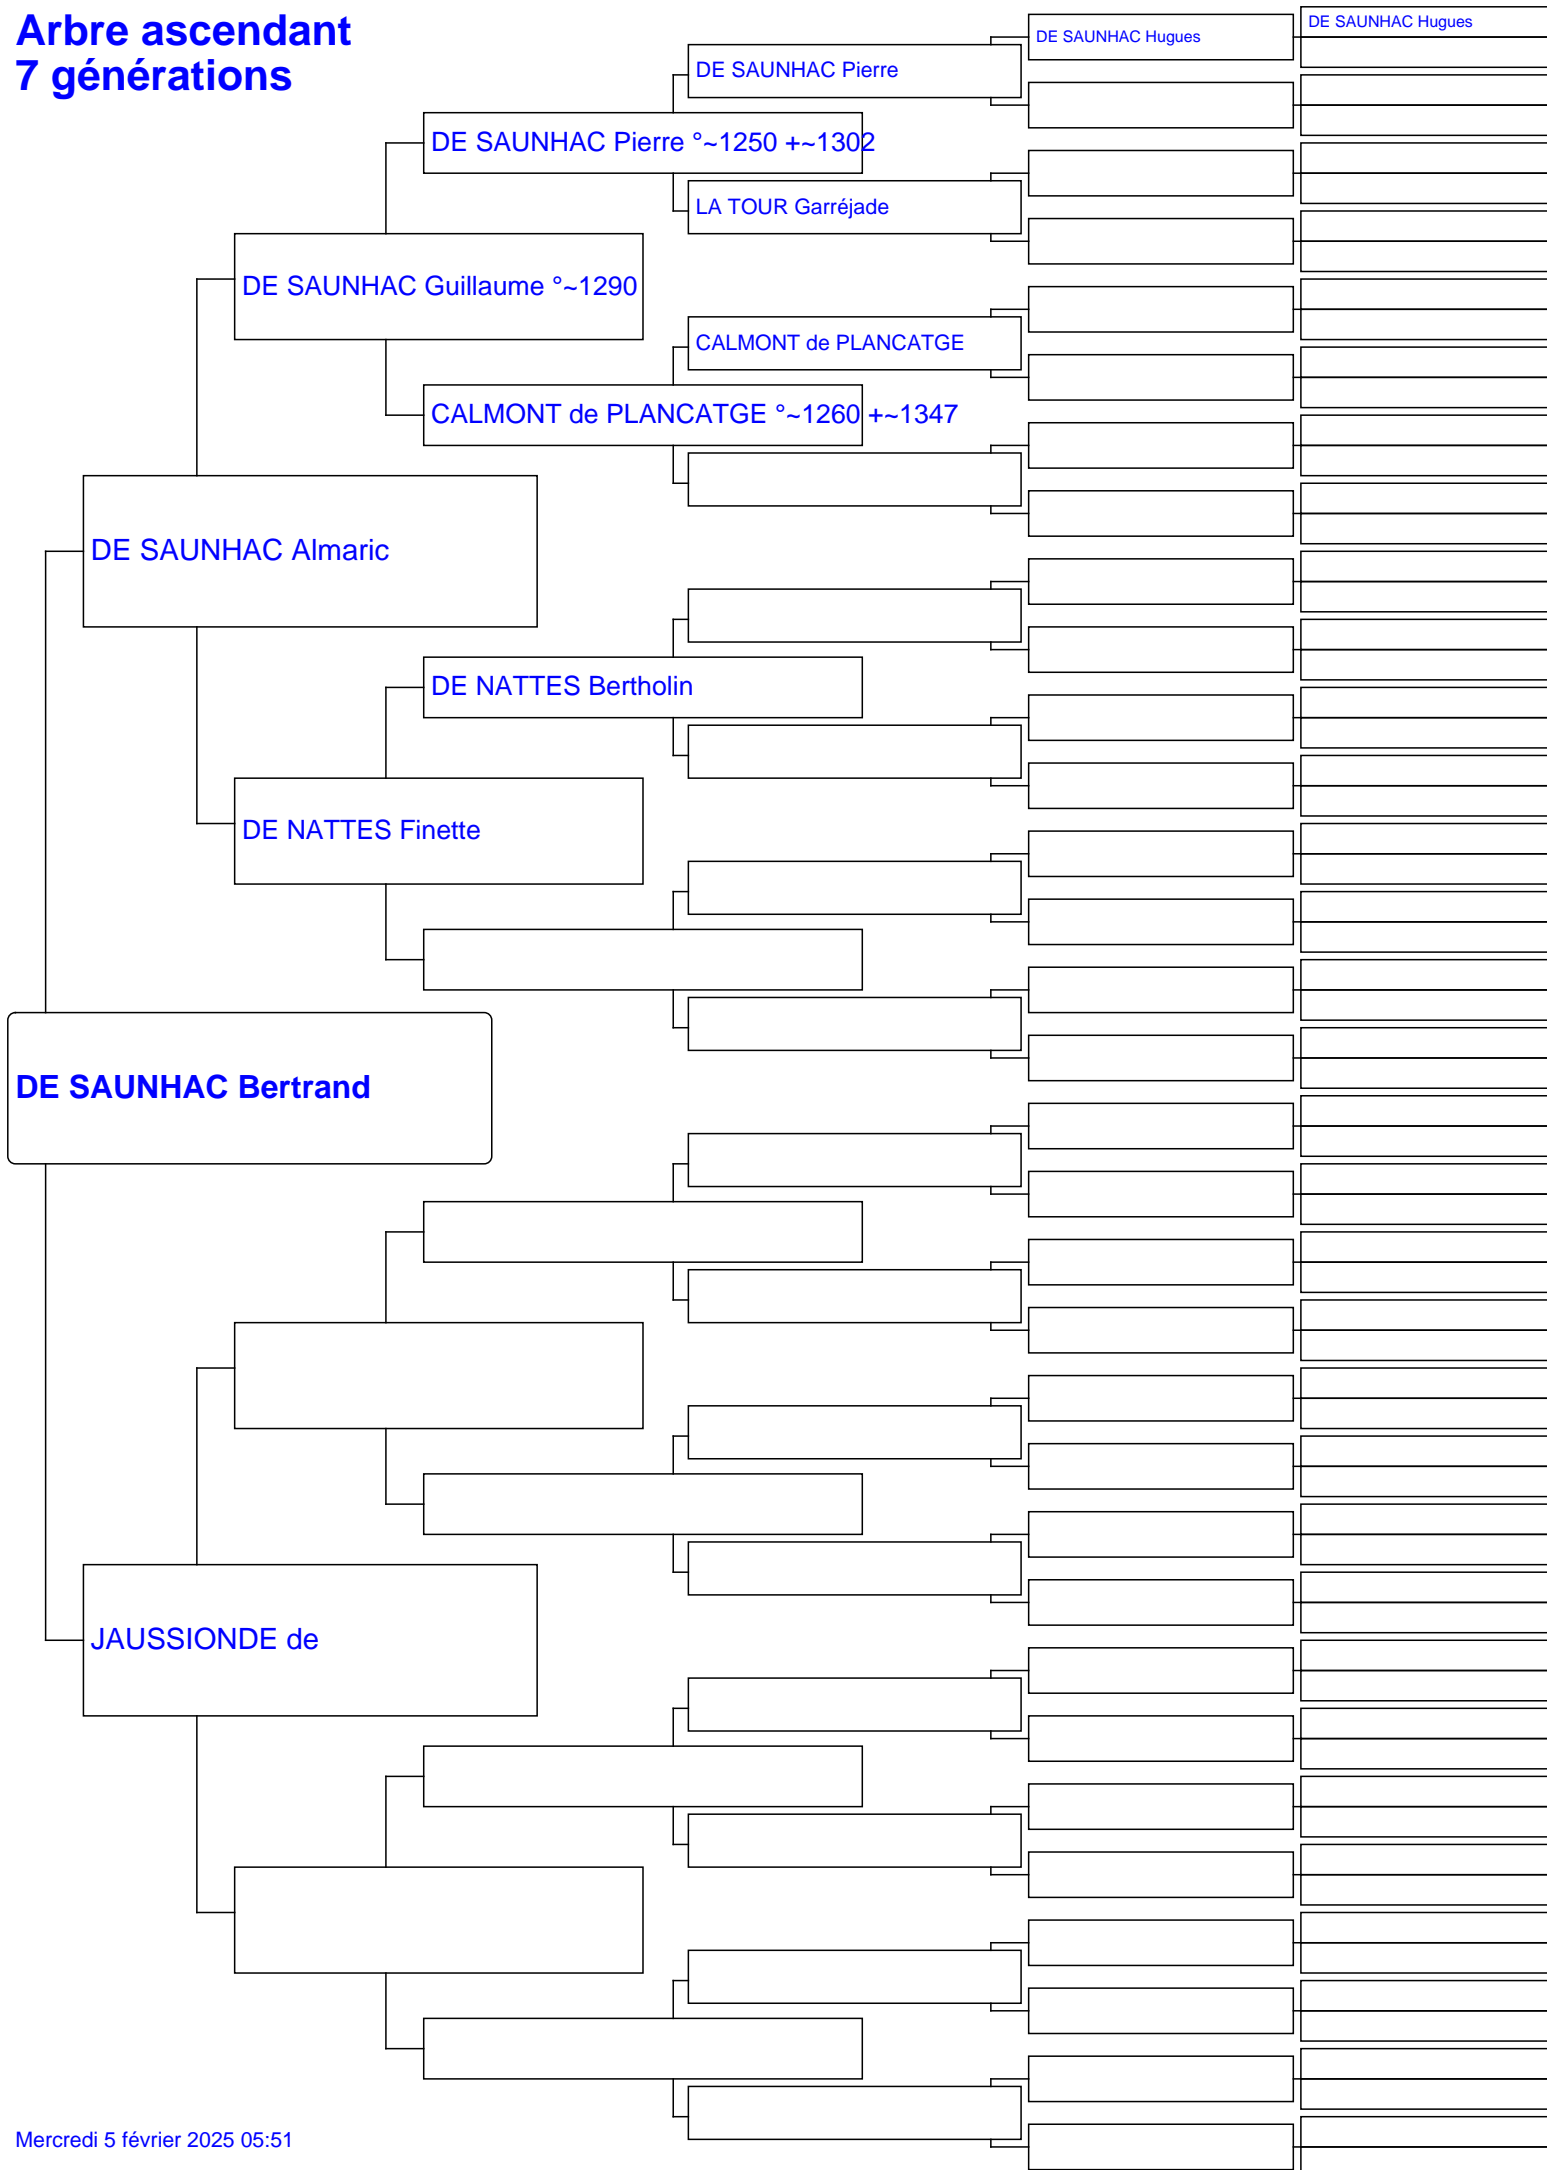 Arbre ascendant
7 générations
DE SAUNHAC Hugues
DE SAUNHAC Hugues
DE SAUNHAC Pierre
DE SAUNHAC Pierre °~1250 +~1302
LA TOUR Garréjade
DE SAUNHAC Guillaume °~1290
CALMONT de PLANCATGE
CALMONT de PLANCATGE °~1260 +~1347
DE SAUNHAC Almaric
DE NATTES Bertholin
DE NATTES Finette
DE SAUNHAC Bertrand
JAUSSIONDE de
Mercredi 5 février 2025 05:51